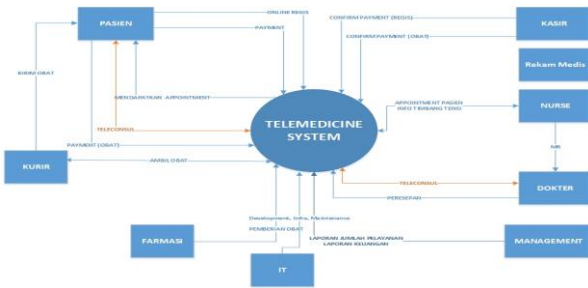 PASIEN
ONLINE REGIS
PAYMENT
CONFIRM PAYMENT (REGIS)
CONFIRM PAYMENT (OBAT)
KASIR
Rekam Medis
KIRIM OBAT
MENDAPATKAN APPOINTMENT
TELEMEDICINE
SYSTEM
APPOINTMENT PASIEN
NURSE
TELECONSUL
PAYMENT (OBAT)
AMBIL OBAT
KURIR
MR
TELECONSUL
DOKTER
PERESEPAN
Development, Infra, Maintenance
PEMBERIAN OBAT
FARMASI
IT
LAPORAN JUMLAH PELAYANAN
LAPORAN KEUANGAN
MANAGEMENT